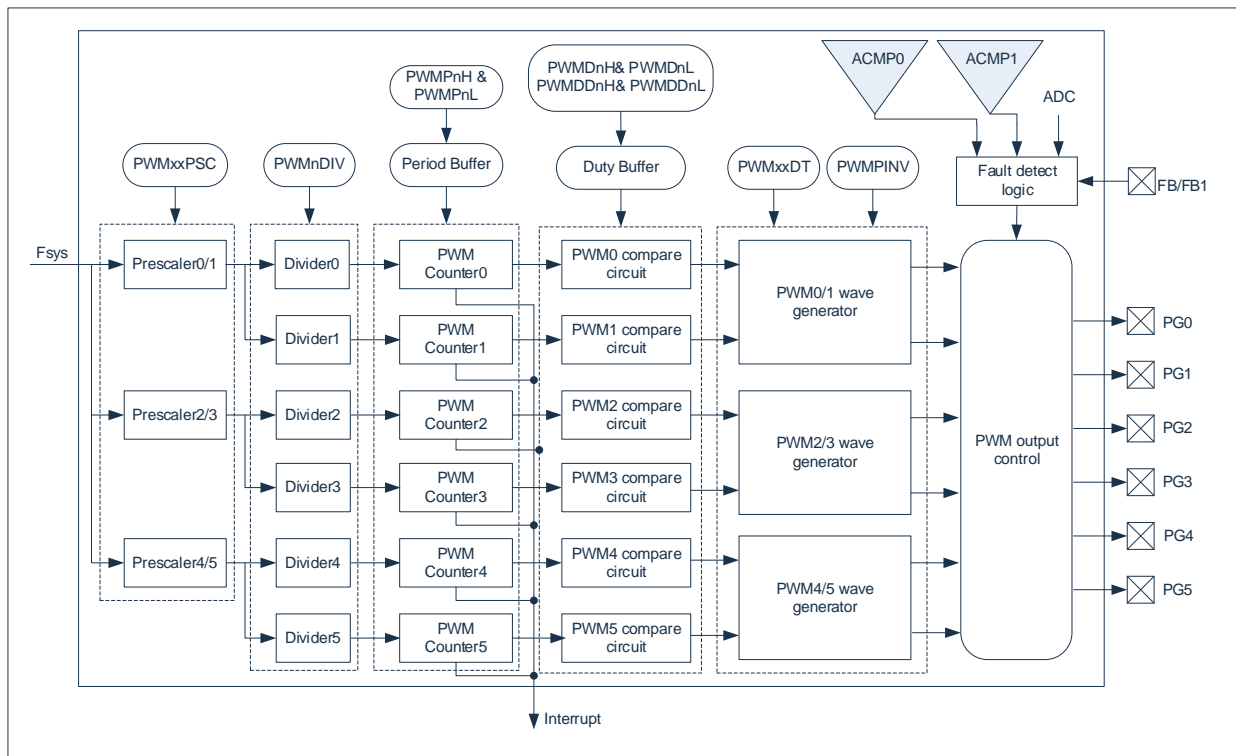 ACMP0
ACMP1
PWMPnH &
PWMPnL
PWMDnH& PWMDnL
PWMDDnH& PWMDDnL
ADC
PWMxxPSC
PWMnDIV
Period Buffer
Duty Buffer
PWMxxDT
PWMPINV
Fault detect
logic
FB/FB1
Fsys
Prescaler0/1
Divider0
PWM
Counter0
PWM0 compare
circuit
PWM0/1 wave
generator
Divider1
PWM
Counter1
PWM1 compare
circuit
Prescaler2/3
Divider2
PWM
Counter2
PWM2 compare
circuit
PWM2/3 wave
generator
Divider3
PWM
Counter3
PWM3 compare
circuit
Prescaler4/5
Divider4
PWM
Counter4
PWM4 compare
circuit
PWM4/5 wave
generator
Divider5
PWM
Counter5
PWM5 compare
circuit
PWM output
control
PG0
PG1
PG2
PG3
PG4
PG5
Interrupt